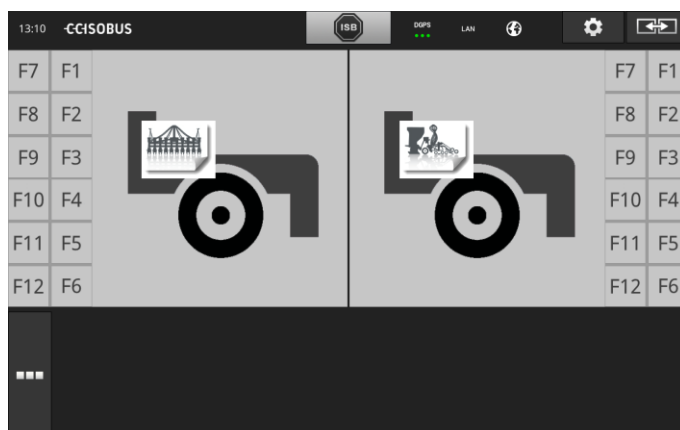 13:10 CCISOBUS ISB DGPS LAN
F7 F1 F7 F1
F8 F2 F8 F2
F9 F3 F9 F3
F10 F4 F10 F4
F11 F5 F11 F5
F12 F6 F12 F6